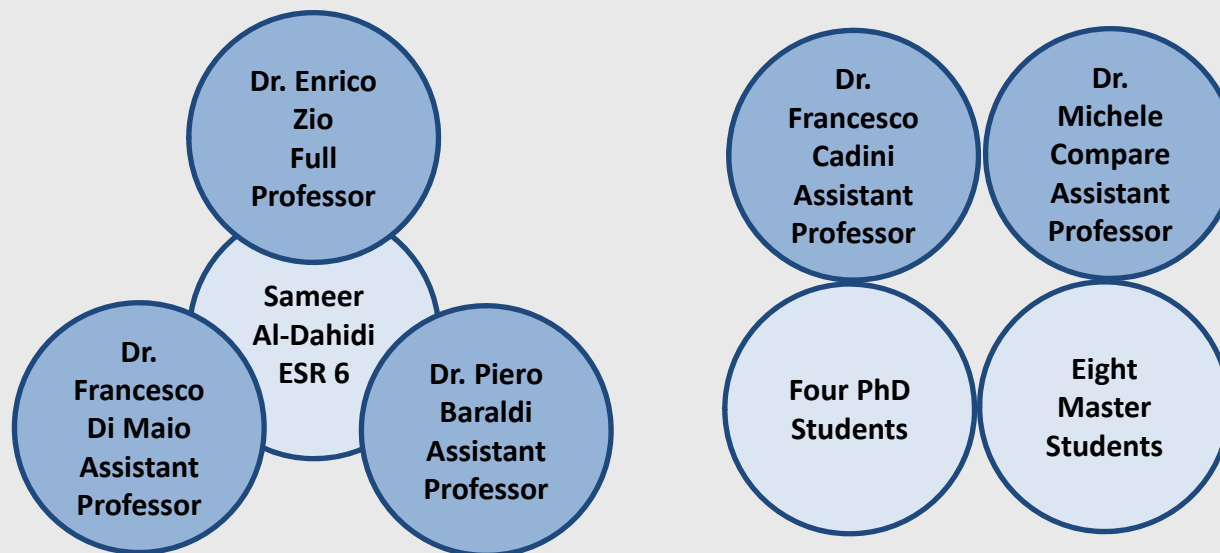 Dr. Enrico
Zio
Full
Professor
Sameer
Al-Dahidi
ESR 6
Dr.
Francesco
Di Maio
Assistant
Professor
Dr. Piero
Baraldi
Assistant
Professor
Dr.
Francesco
Cadini
Assistant
Professor
Dr.
Michele
Compare
Assistant
Professor
Four PhD
Students
Eight
Master
Students